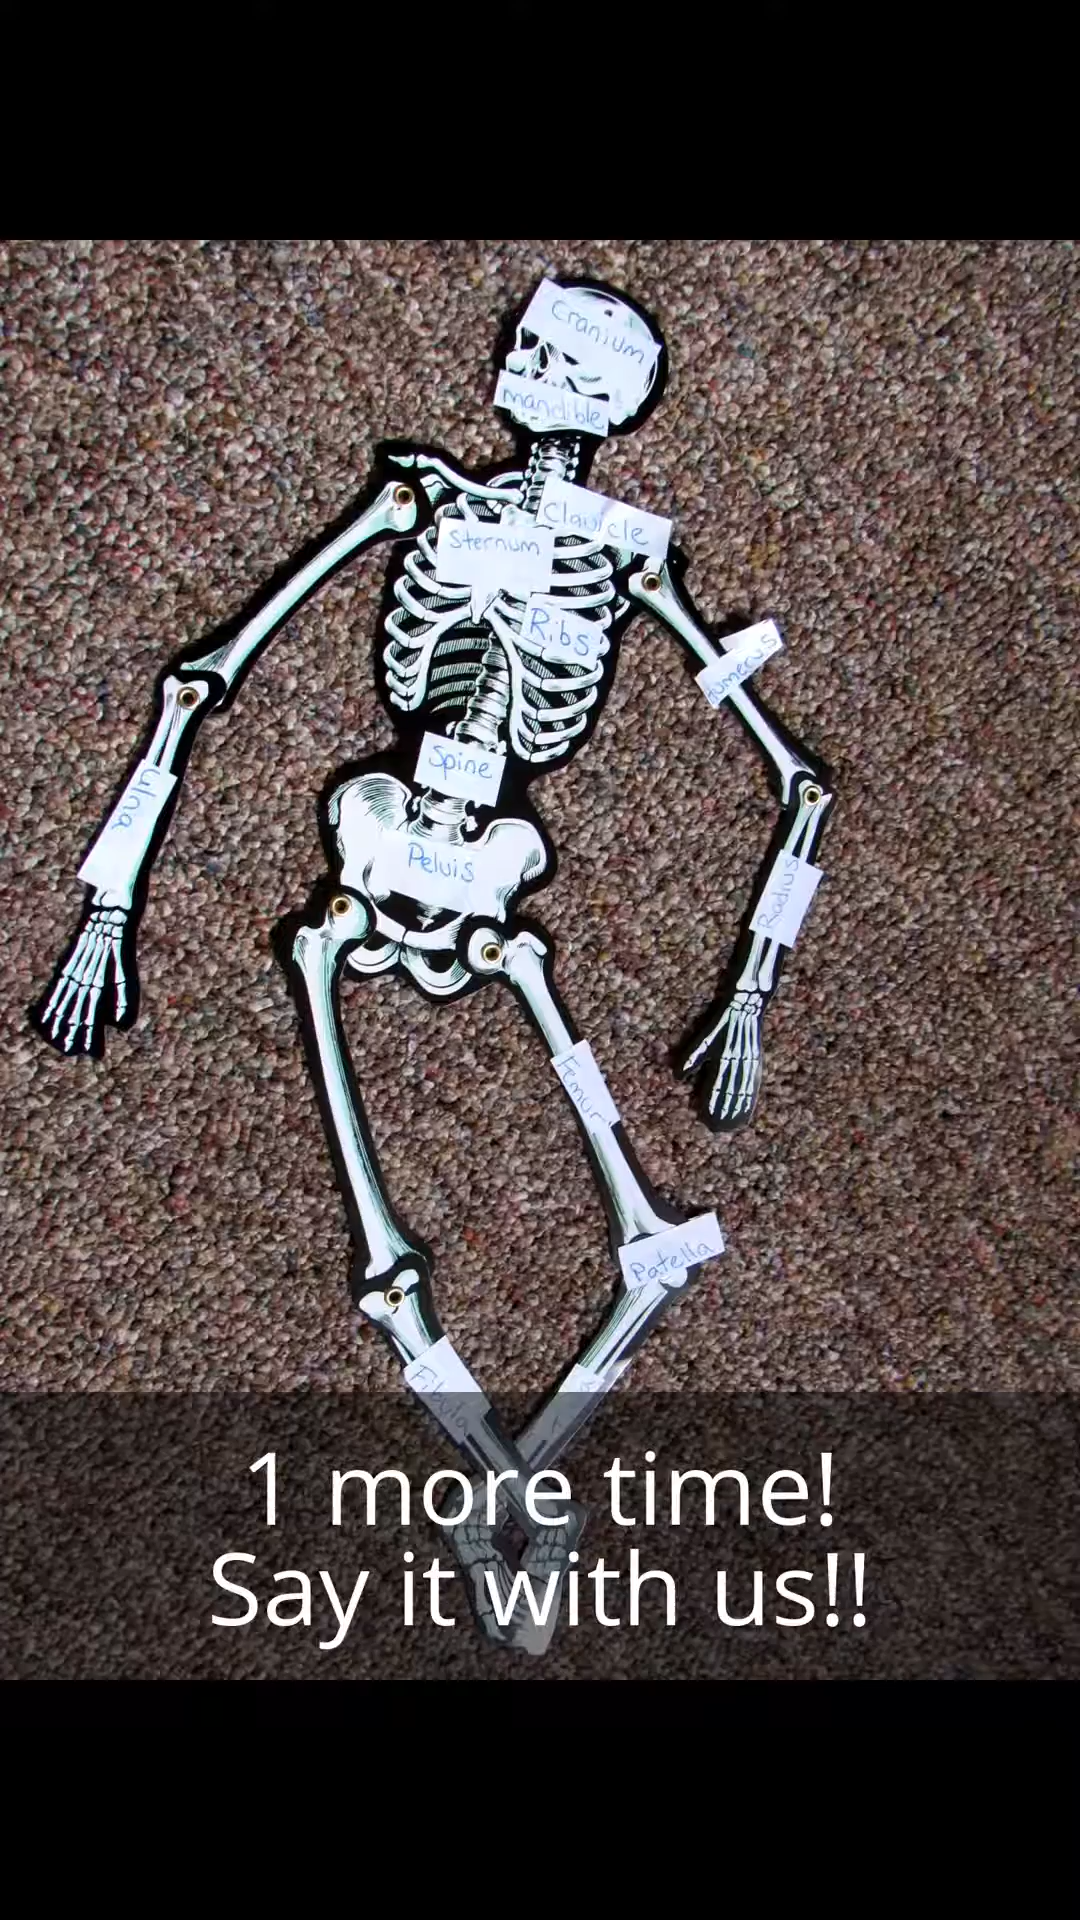 Cranium
mandible
Clavicle
Sternum
Ribs
Humerus
Spine
ulna
Pelvis
Radius
Femur
Patella
Fibula
1 more time!
Say it with us!!